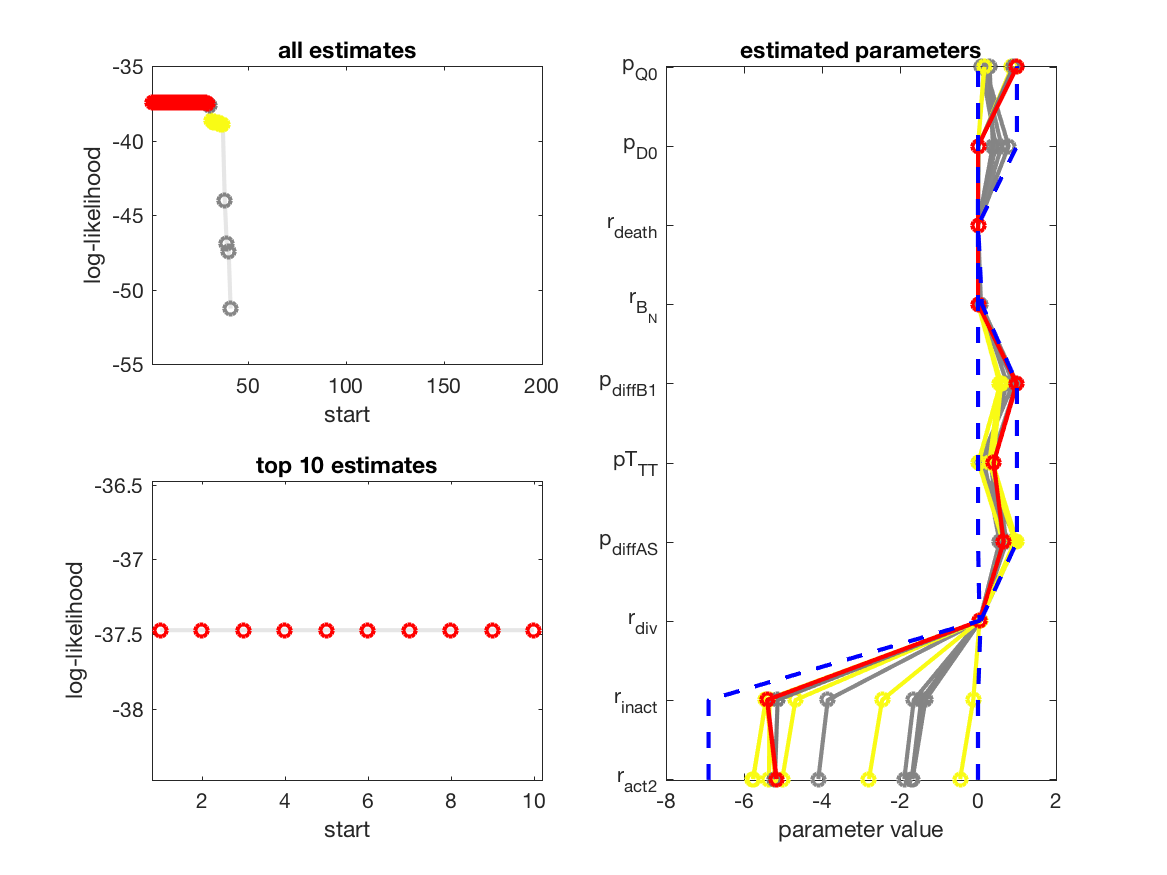 all estimates
-35
-40
-45
-50
-55
log-likelihood
50
100
150
200
start
top 10 estimates
-36.5
-37
-37.5
-38
log-likelihood
2
4
6
8
10
start
estimated parameters
pQ0
pD0
rdeath
rBN
pdiffB1
pTTT
pdiffAS
rdiv
rinact
ract2
-8
-6
-4
-2
0
2
parameter value